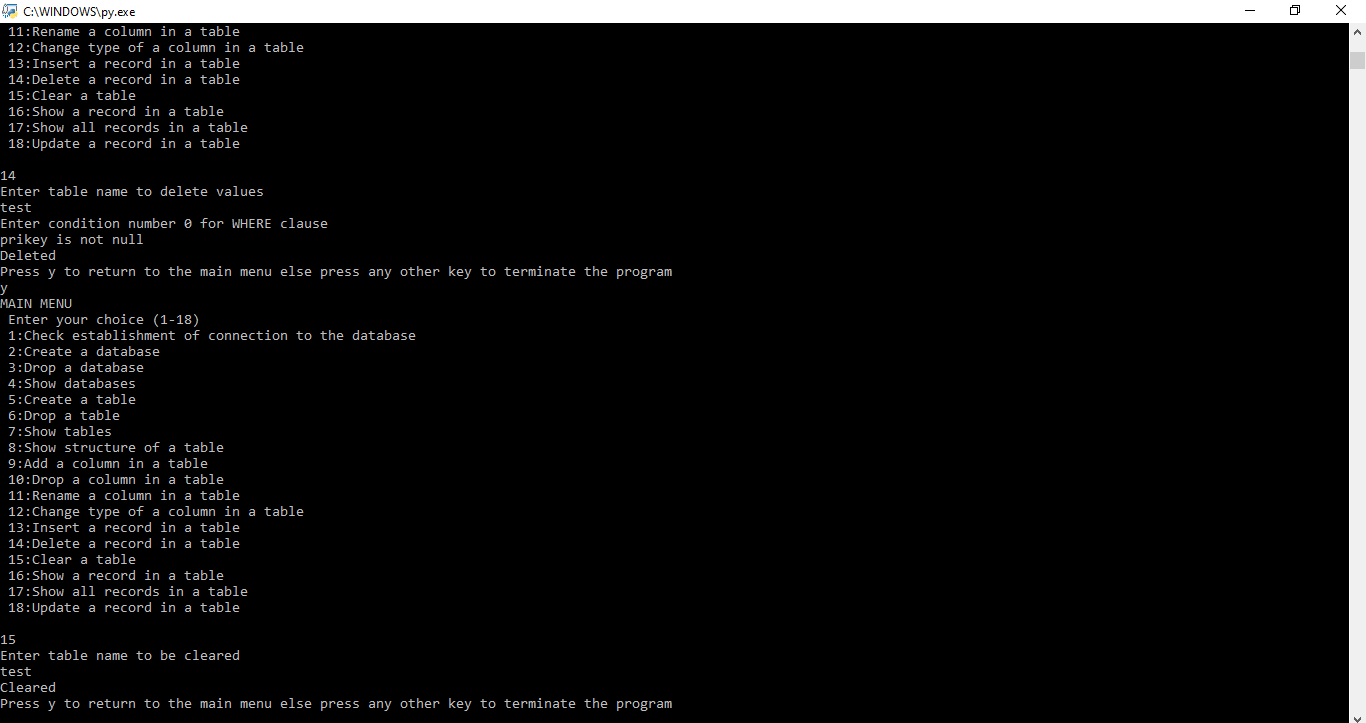 C:\WINDOWS\py.exe
11:Rename a column in a table
12:Change type of a column in a table
13:Insert a record in a table
14:Delete a record in a table
15:Clear a table
16:Show a record in a table
17:Show all records in a table
18:Update a record in a table
14
Enter table name to delete values
test
Enter condition number 0 for WHERE clause
prikey is not null
Deleted
Press y to return to the main menu else press any other key to terminate the program
y
MAIN MENU
Enter your choice (1-18)
1:Check establishment of connection to the database
2:Create a database
3:Drop a database
4:Show databases
5:Create a table
6:Drop a table
7:Show tables
8:Show structure of a table
9:Add a column in a table
10:Drop a column in a table
11:Rename a column in a table
12:Change type of a column in a table
13:Insert a record in a table
14:Delete a record in a table
15:Clear a table
16:Show a record in a table
17:Show all records in a table
18:Update a record in a table
15
Enter table name to be cleared
test
Cleared
Press y to return to the main menu else press any other key to terminate the program